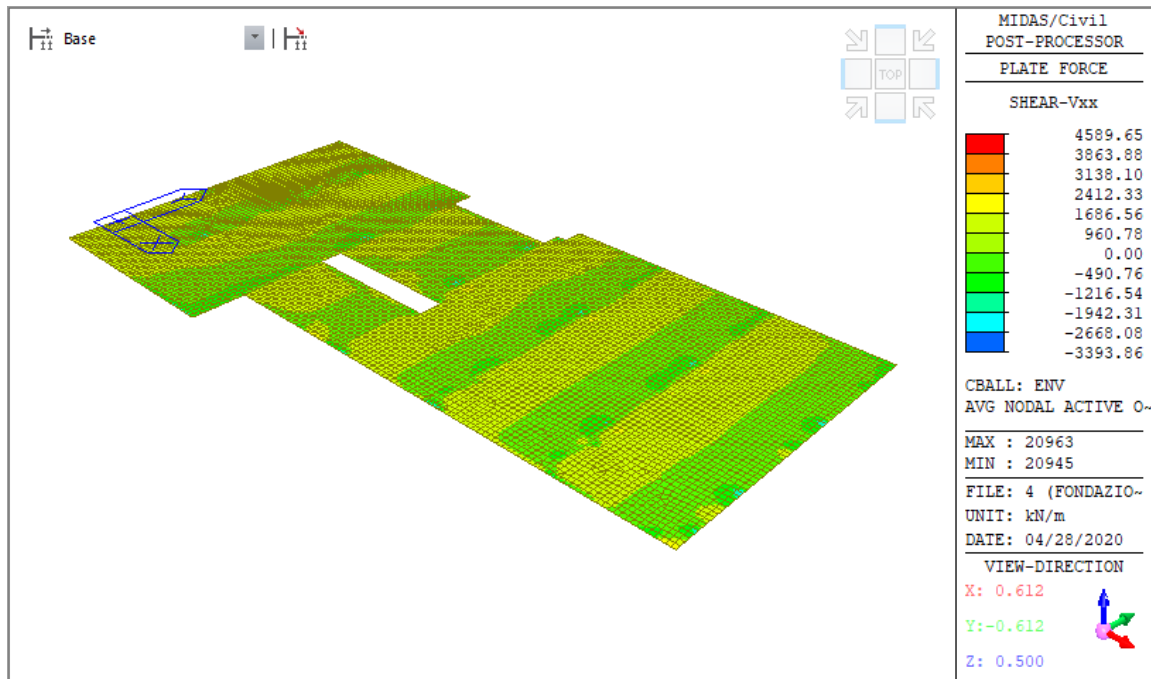 Base
TOP
MIDAS/Civil
POST-PROCESSOR
PLATE FORCE
SHEAR-Vxx
4589.65
3863.88
3138.10
2412.33
1686.56
960.78
0.00
-490.76
-1216.54
-1942.31
-2668.08
-3393.86
CBALL: ENV
AVG NODAL ACTIVE O~
MAX : 20963
MIN : 20945
FILE: 4 (FONDAZIO~
UNIT: kN/m
DATE: 04/28/2020
VIEW-DIRECTION
X: 0.612
Y:-0.612
Z: 0.500